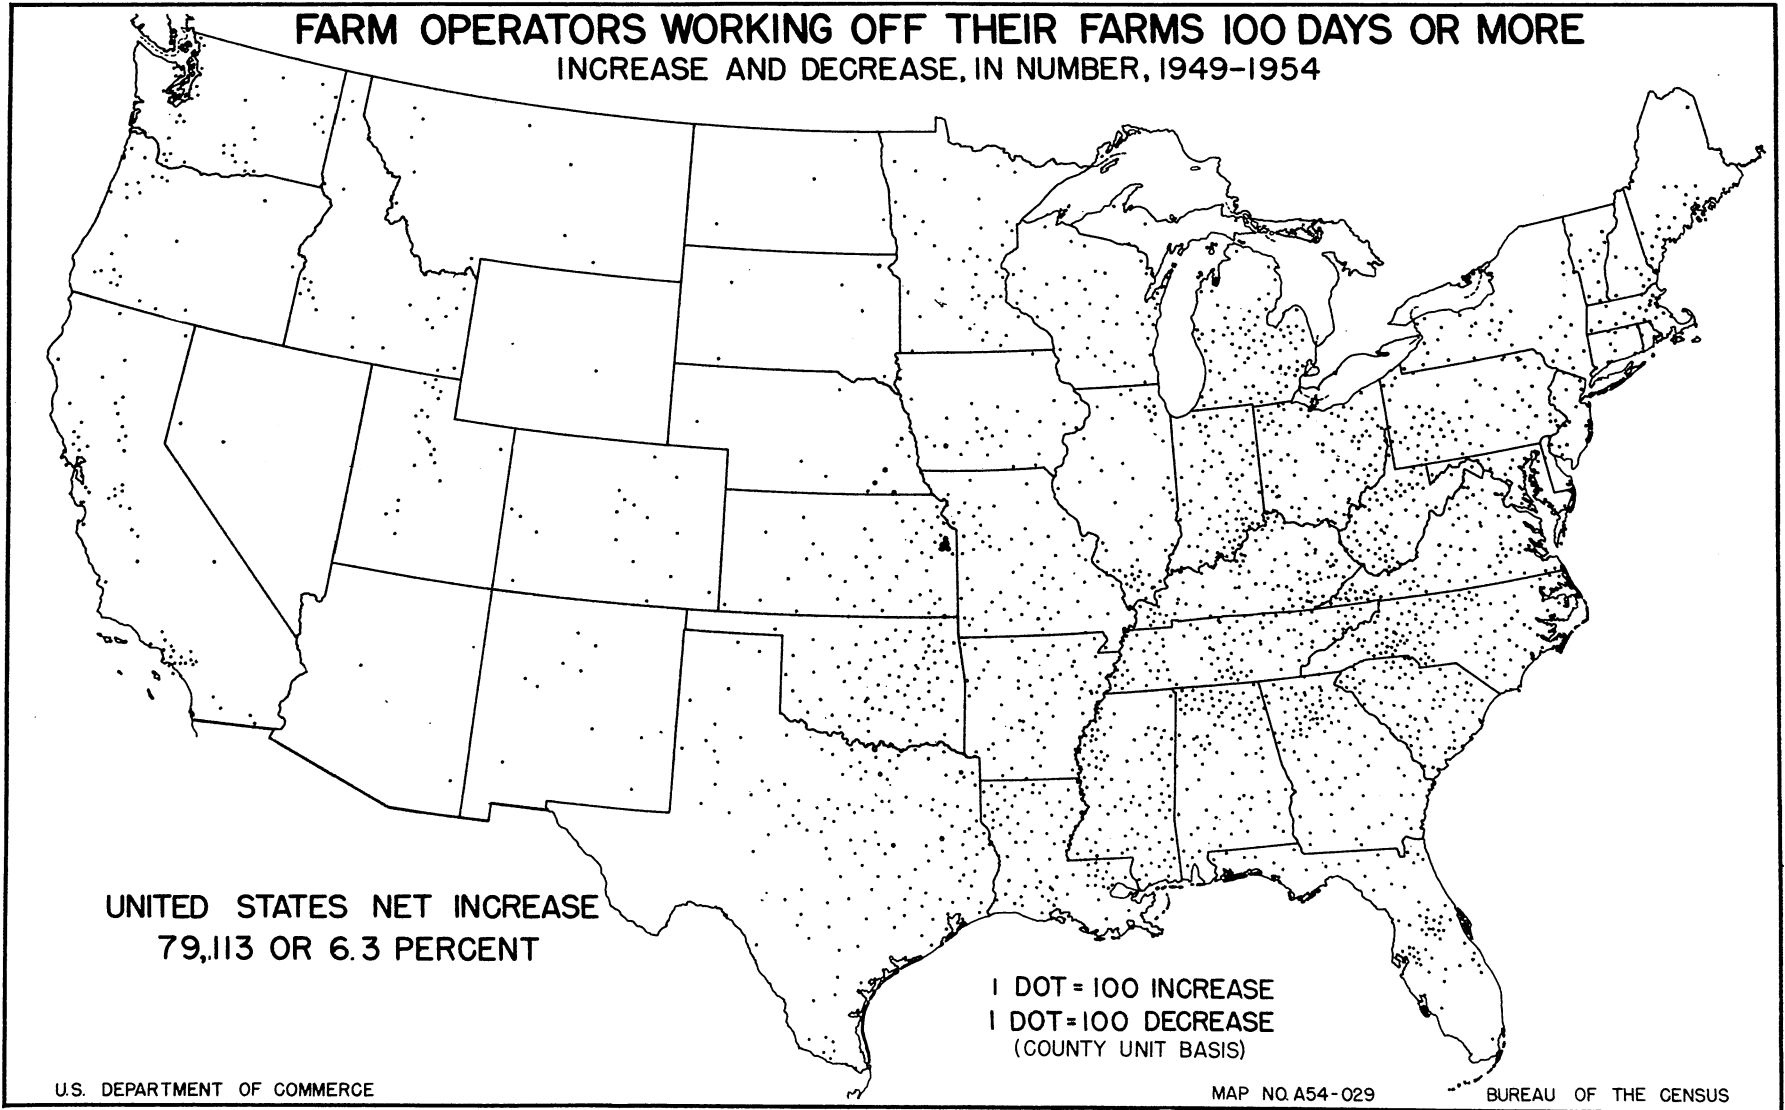 FARM OPERATORS WORKING OFF THEIR FARMS 100 DAYS OR MORE
INCREASE AND DECREASE, IN NUMBER, 1949-1954
UNITED STATES NET INCREASE
79,113 OR 6.3 PERCENT
1 DOT = 100 INCREASE
1 DOT = 100 DECREASE
(COUNTY UNIT BASIS)
U.S. DEPARTMENT OF COMMERCE
MAP NO. A54-029
BUREAU OF THE CENSUS